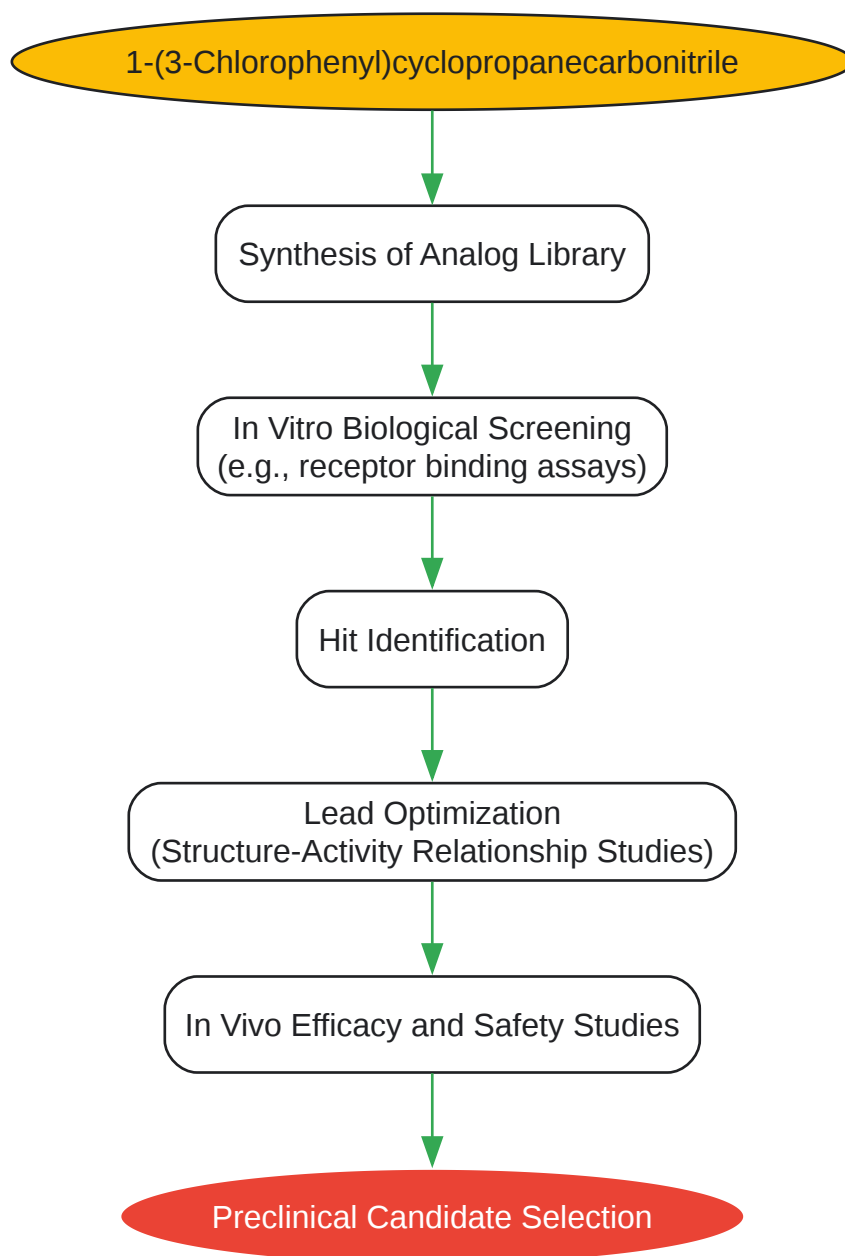 1-(3-Chlorophenyl)cyclopropanecarbonitrile
Synthesis of Analog Library
In Vitro Biological Screening
(e.g., receptor binding assays)
Hit Identification
Lead Optimization
(Structure-Activity Relationship Studies)
In Vivo Efficacy and Safety Studies
Preclinical Candidate Selection